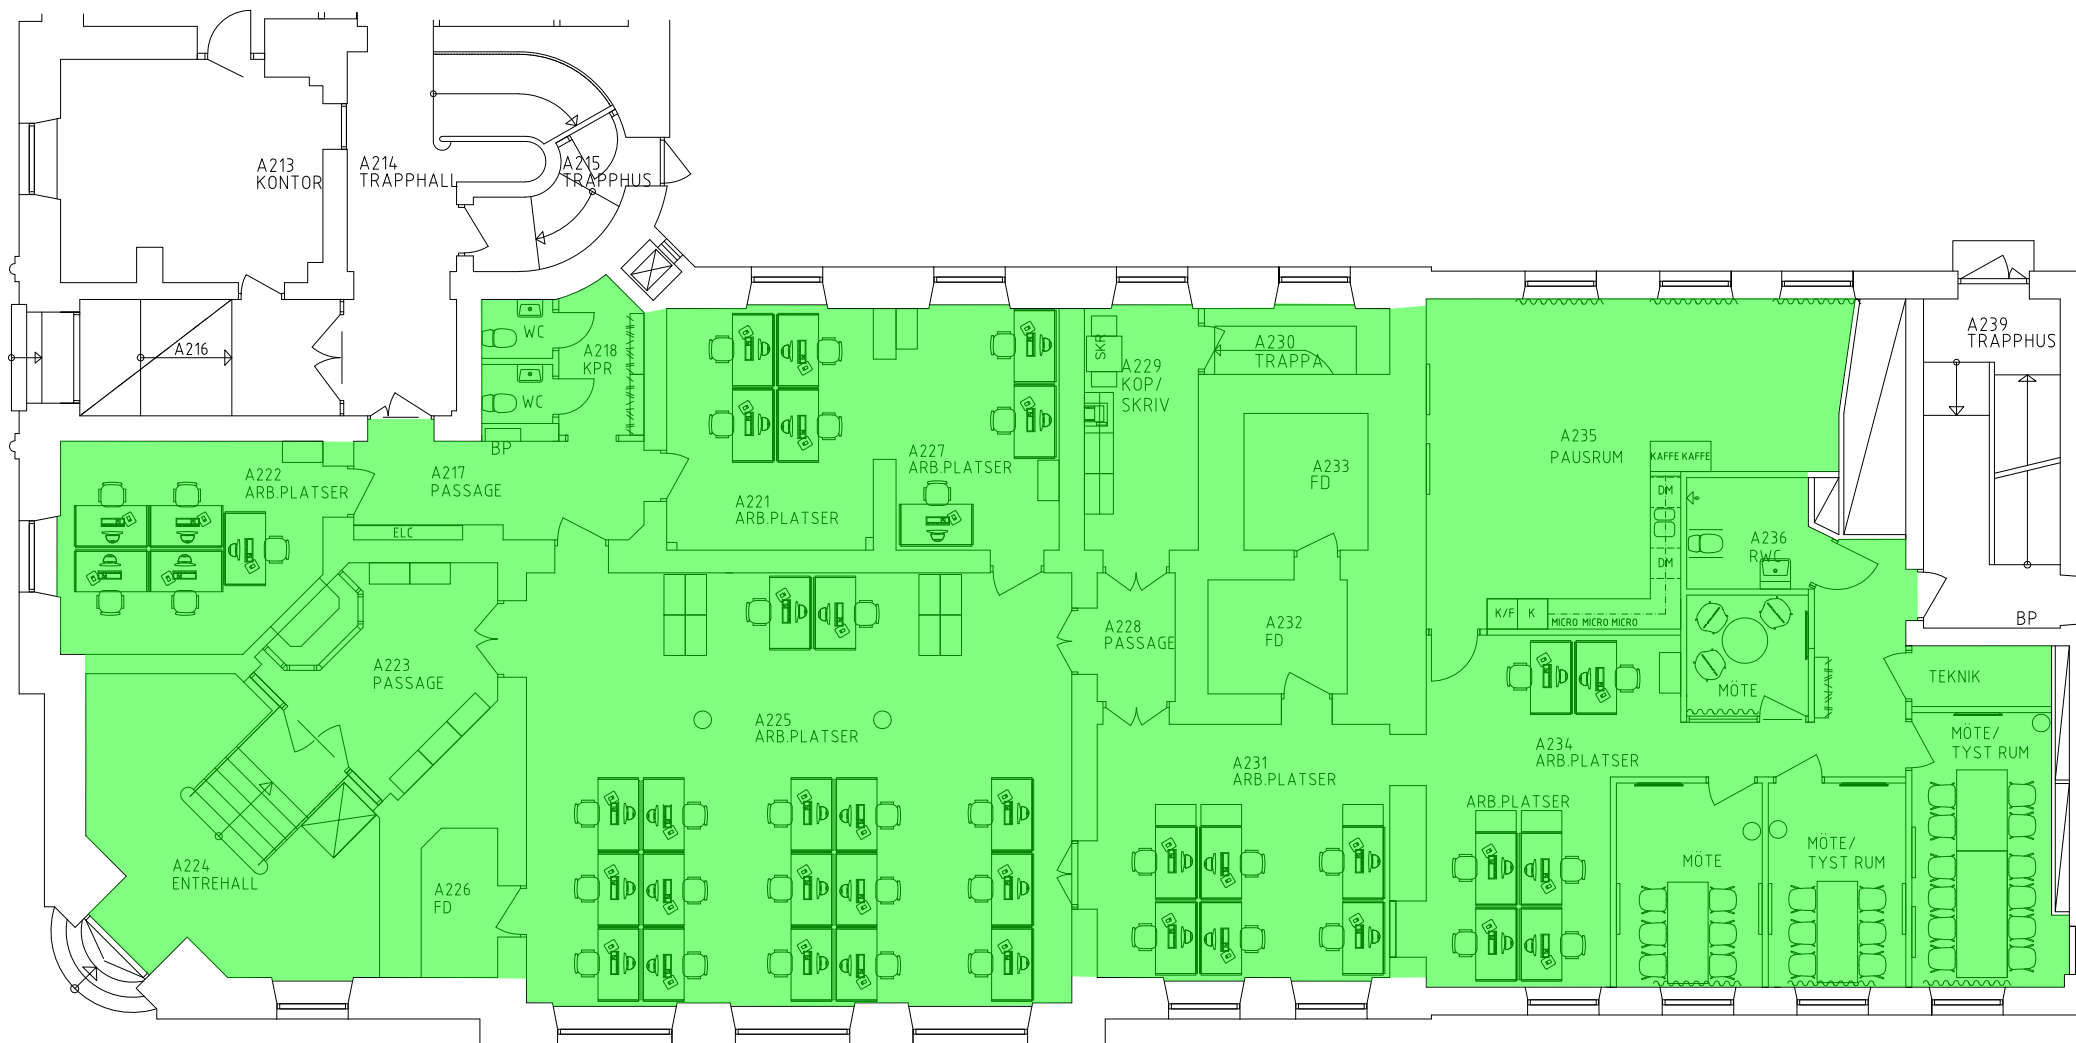 A213
KONTOR
A214
TRAPPHALL
A215
TRAPPHUS
A216
WC
WC
A218
KPR
BP
A217
PASSAGE
ELC
A222
ARB.PLATSER
A221
ARB.PLATSER
A227
ARB.PLATSER
SKR
A229
KOP/
SKRIV
A230
TRAPPA
A233
FD
A232
FD
A228
PASSAGE
A235
PAUSRUM
KAFFE KAFFE
DM
DM
K/F K
MICRO MICRO MICRO
A236
RWC
A239
TRAPPHUS
BP
TEKNIK
MÖTE
MÖTE/
TYST RUM
A223
PASSAGE
A225
ARB.PLATSER
A231
ARB.PLATSER
A234
ARB.PLATSER
ARB.PLATSER
MÖTE
MÖTE/
TYST RUM
A224
ENTREHALL
A226
FD